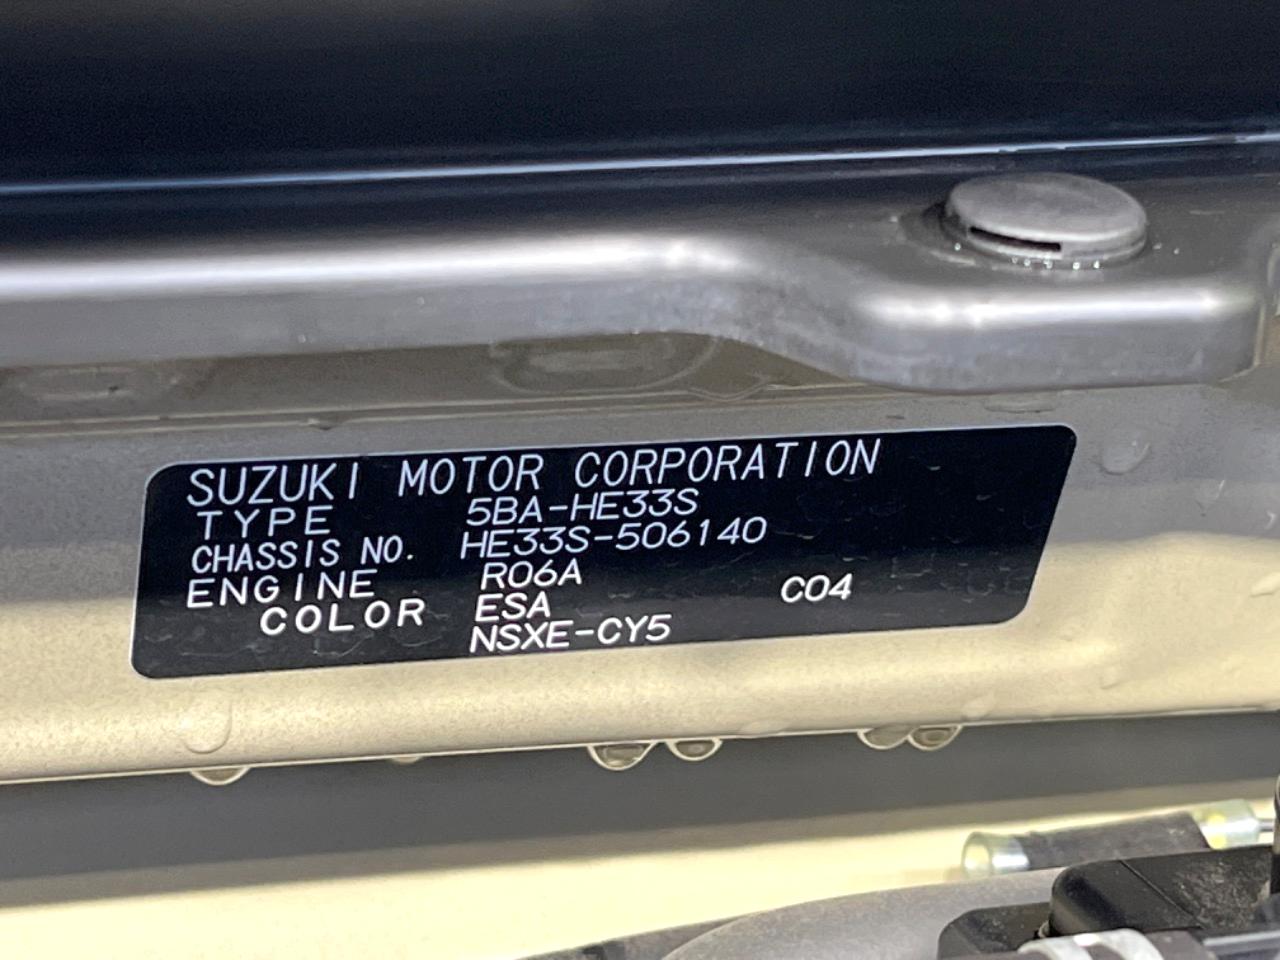 SUZUKI MOTOR CORPORATION
TYPE 5BA-HE33S
CHASSIS NO. HE33S-506140
ENGINE R06A
COLOR ESA C04
NSXE-CY5